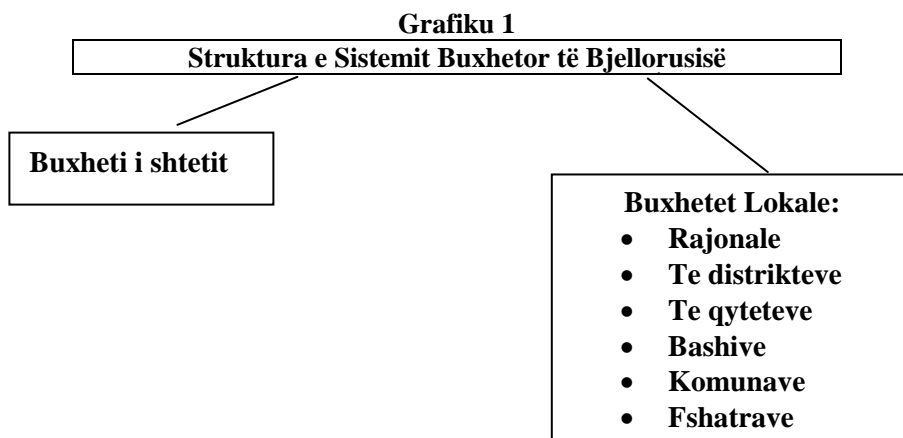 Grafiku 1
Struktura e Sistemit Buxhetor të Bjellorusisë
Buxheti i shtetit
Buxhetet Lokale:
• Rajonale
• Te distrikteve
• Te qyteteve
• Bashive
• Komunave
• Fshatrave